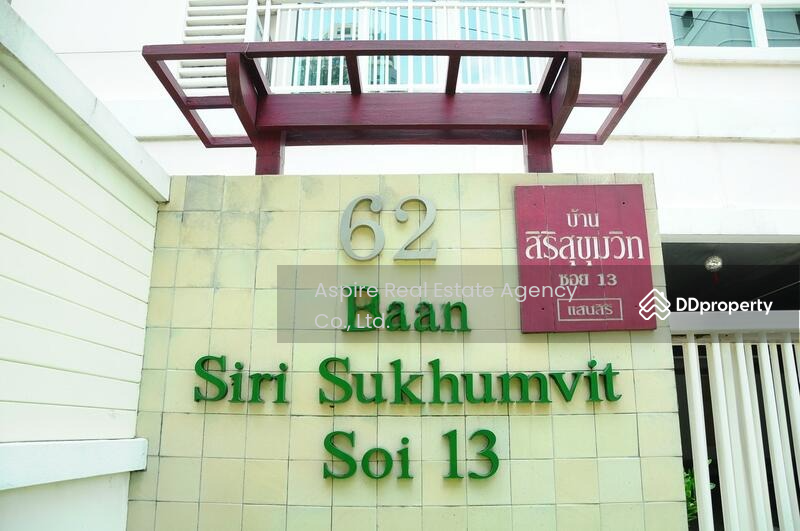 62
Baan
Siri Sukhumvit
Soi 13
บ้าน
สิริสุขุมวิท
ซอย 13
แสนสิริ
Aspire Real Estate Agency
Co., Ltd.
DDproperty